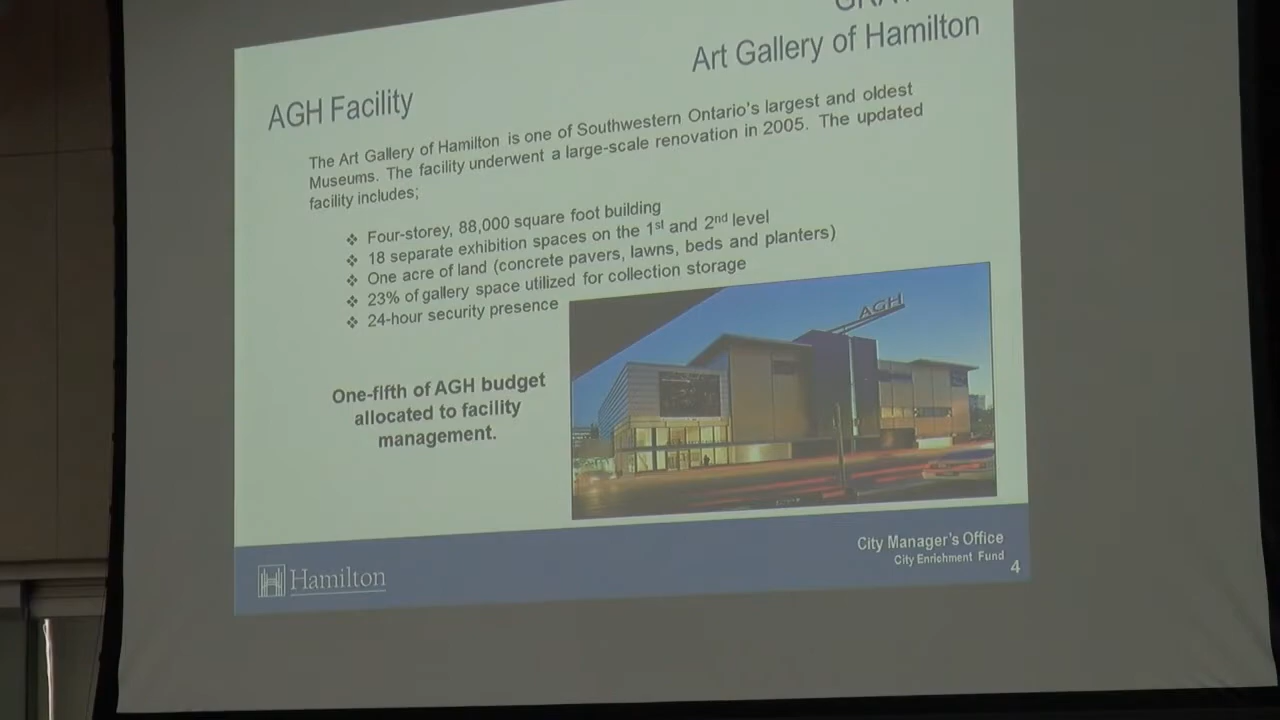 Art Gallery of Hamilton
AGH Facility
The Art Gallery of Hamilton is one of Southwestern Ontario's largest and oldest
Museums. The facility underwent a large-scale renovation in 2005. The updated
facility includes;
❖ Four-storey, 88,000 square foot building
❖ 18 separate exhibition spaces on the 1st and 2nd level
❖ One acre of land (concrete pavers, lawns, beds and planters)
❖ 23% of gallery space utilized for collection storage
❖ 24-hour security presence
AGH
One-fifth of AGH budget
allocated to facility
management.
City Manager's Office
City Enrichment Fund
4
Hamilton